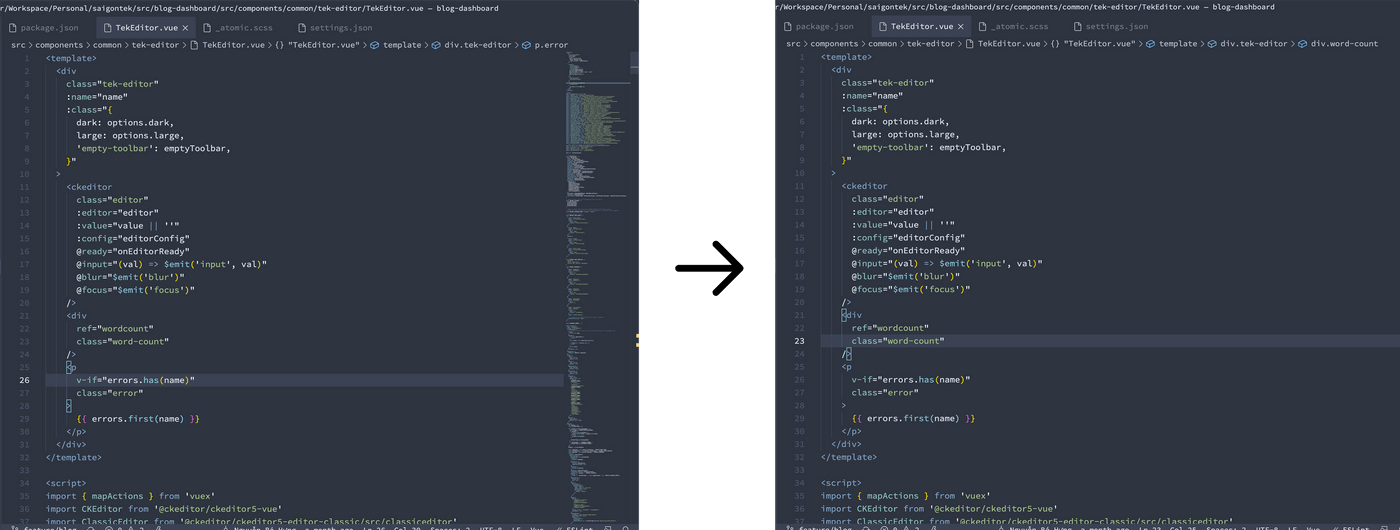 r/Workspace/Personal/saigontek/src/blog-dashboard/src/components/common/tek-editor/TekEditor.vue — blog-dashboard
package.json TekEditor.vue × _atomic.scss settings.json
src > components > common > tek-editor > TekEditor.vue > {} "TekEditor.vue" > template > div.tek-editor > p.error
1 <template>
2 <div
3 class="tek-editor"
4 :name="name"
5 :class="{
6 dark: options.dark,
7 large: options.large,
8 'empty-toolbar': emptyToolbar,
9 }"
10 >
11 <ckeditor
12 class="editor"
13 :editor="editor"
14 :value="value || ''"
15 :config="editorConfig"
16 @ready="onEditorReady"
17 @input="(val) => $emit('input', val)"
18 @blur="$emit('blur')"
19 @focus="$emit('focus')"
20 />
21 <div
22 ref="wordcount"
23 class="word-count"
24 />
25 <p
26 v-if="errors.has(name)"
27 class="error"
28 >
29 {{ errors.first(name) }}
30 </p>
31 </div>
32 </template>
33
34 <script>
35 import { mapActions } from 'vuex'
36 import CKEditor from '@ckeditor/ckeditor5-vue'
37 import ClassicEditor from '@ckeditor/ckeditor5-editor-classic/src/classiceditor'
r/Workspace/Personal/saigontek/src/blog-dashboard/src/components/common/tek-editor/TekEditor.vue — blog-dashboard
package.json TekEditor.vue × _atomic.scss settings.json
src > components > common > tek-editor > TekEditor.vue > {} "TekEditor.vue" > template > div.tek-editor > div.word-count
1 <template>
2 <div
3 class="tek-editor"
4 :name="name"
5 :class="{
6 dark: options.dark,
7 large: options.large,
8 'empty-toolbar': emptyToolbar,
9 }"
10 >
11 <ckeditor
12 class="editor"
13 :editor="editor"
14 :value="value || ''"
15 :config="editorConfig"
16 @ready="onEditorReady"
17 @input="(val) => $emit('input', val)"
18 @blur="$emit('blur')"
19 @focus="$emit('focus')"
20 />
21 <div
22 ref="wordcount"
23 class="word-count"
24 />
25 <p
26 v-if="errors.has(name)"
27 class="error"
28 >
29 {{ errors.first(name) }}
30 </p>
31 </div>
32 </template>
33
34 <script>
35 import { mapActions } from 'vuex'
36 import CKEditor from '@ckeditor/ckeditor5-vue'
37 import ClassicEditor from '@ckeditor/ckeditor5-editor-classic/src/classiceditor'